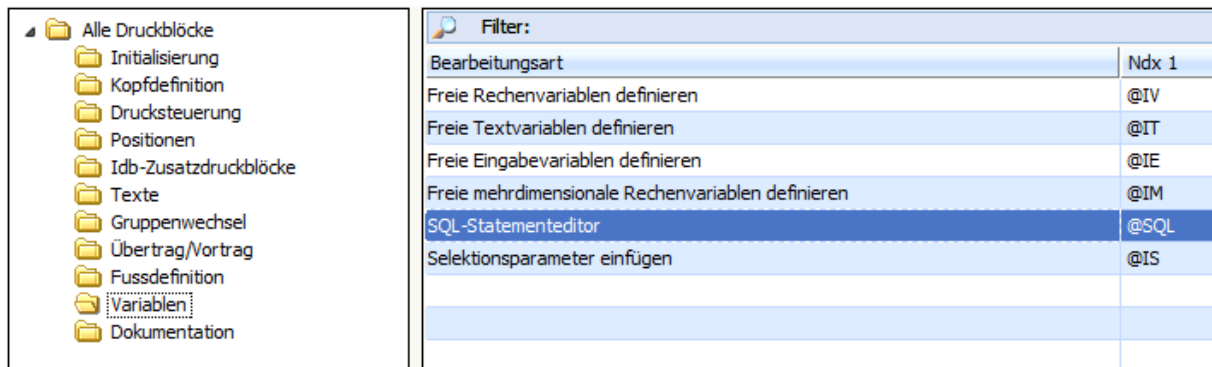 Alle Druckblöcke
Initialisierung
Kopfdefinition
Drucksteuerung
Positionen
Idb-Zusatzdruckblöcke
Texte
Gruppenwechsel
Übertrag/Vortrag
Fussdefinition
Variablen
Dokumentation
Filter:
Bearbeitungsart Ndx 1
Freie Rechenvariablen definieren @IV
Freie Textvariablen definieren @IT
Freie Eingabevariablen definieren @IE
Freie mehrdimensionale Rechenvariablen definieren @IM
SQL-Statementeditor @SQL
Selektionsparameter einfügen @IS